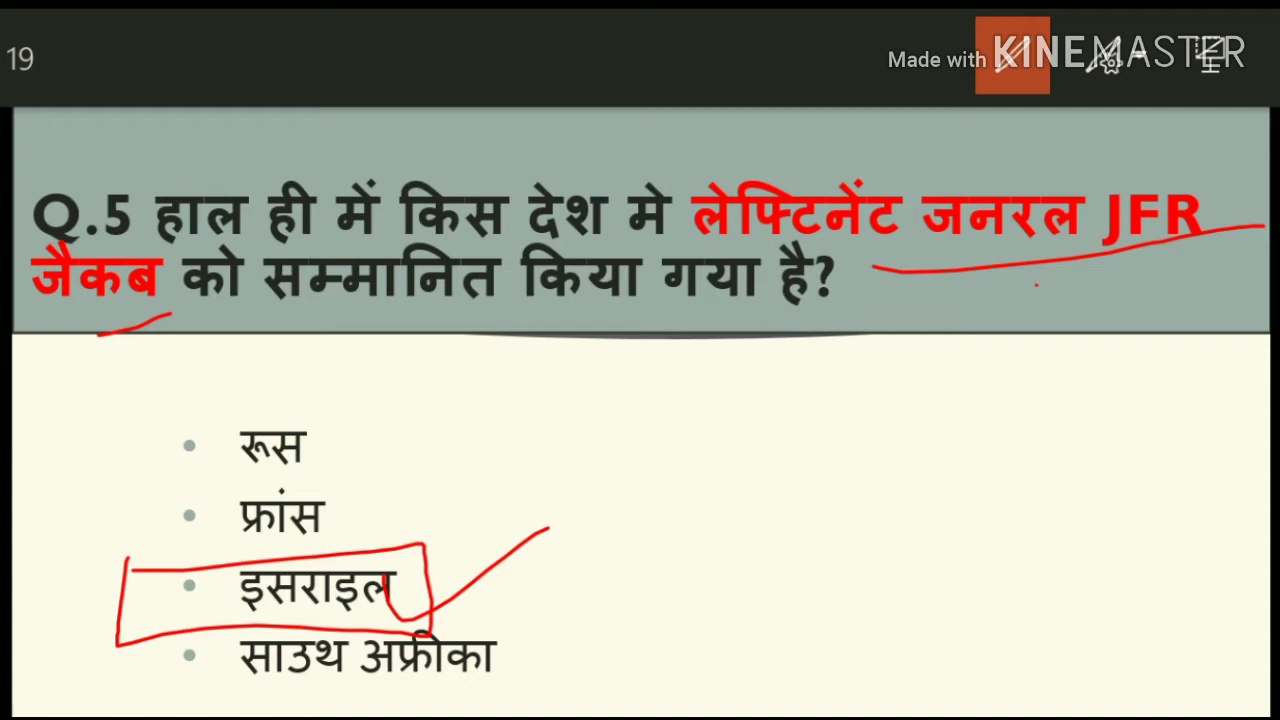 19
Made with KINEMASTER
Q.5 हाल ही में किस देश मे लेफ्टिनेंट जनरल JFR
जैकब को सम्मानित किया गया है?
• रूस
• फ्रांस
• इसराइल
• साउथ अफ्रीका